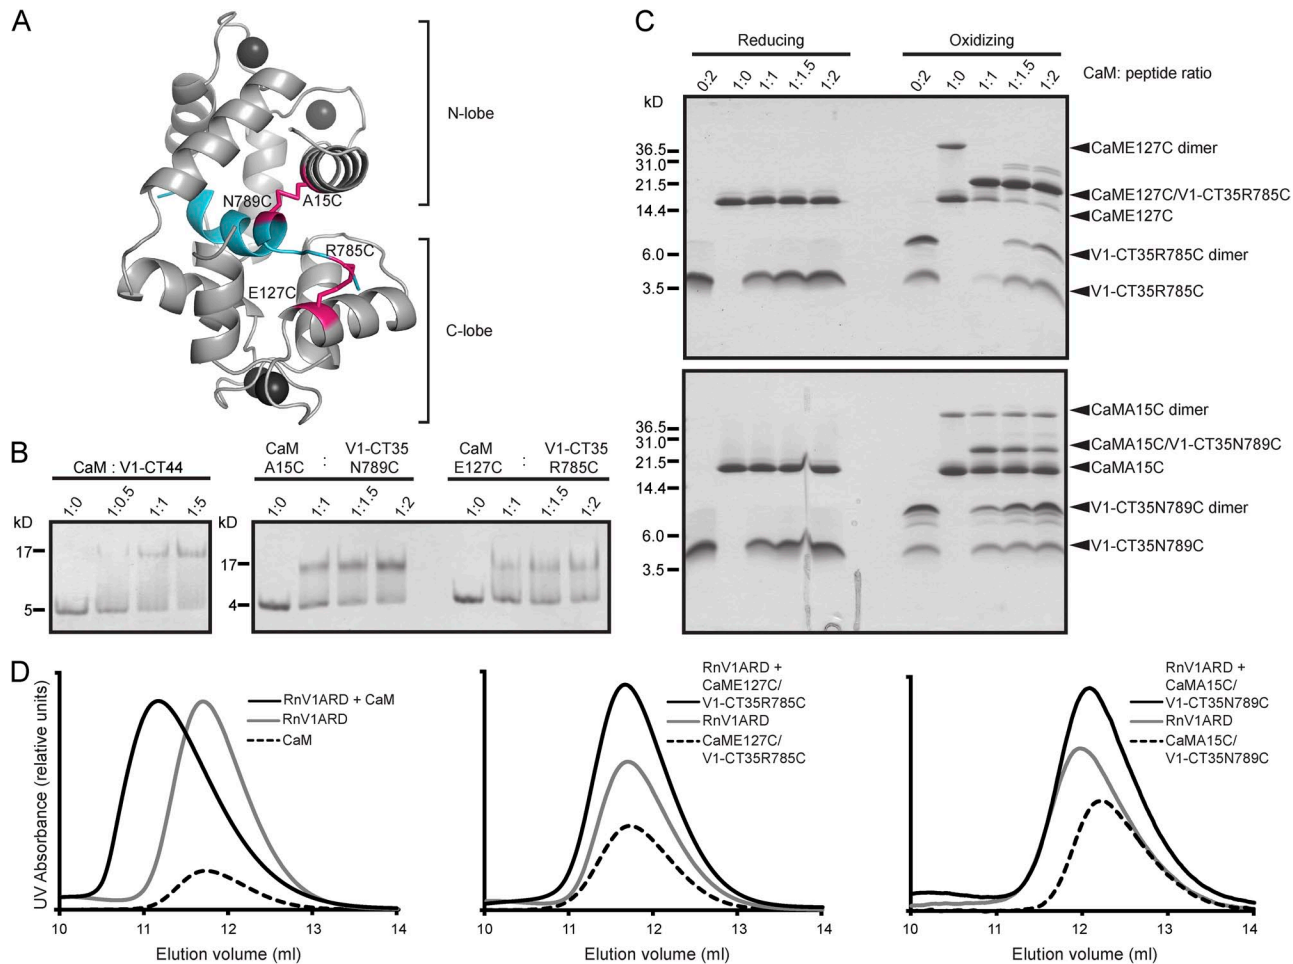 A
N-lobe
N789C
A15C
R785C
E127C
C-lobe
B
CaM : V1-CT44
1:0
1:0.5
1:1
1:5
kD
17
5
CaM
A15C
:
V1-CT35
N789C
CaM
E127C
:
V1-CT35
R785C
1:0
1:1
1:1.5
1:2
1:0
1:1
1:1.5
1:2
kD
17
4
C
Reducing
Oxidizing
0:2
1:0
1:1
1:1.5
1:2
0:2
1:0
1:1
1:1.5
1:2
CaM: peptide ratio
kD
36.5
31.0
21.5
14.4
6.0
3.5
CaME127C dimer
CaME127C/V1-CT35R785C
CaME127C
V1-CT35R785C dimer
V1-CT35R785C
36.5
31.0
21.5
14.4
6.0
3.5
CaMA15C dimer
CaMA15C/V1-CT35N789C
CaMA15C
V1-CT35N789C dimer
V1-CT35N789C
D
UV Absorbance (relative units)
RnV1ARD + CaM
RnV1ARD
CaM
10
11
12
13
14
Elution volume (ml)
RnV1ARD +
CaME127C/
V1-CT35R785C
RnV1ARD
CaME127C/
V1-CT35R785C
10
11
12
13
14
Elution volume (ml)
RnV1ARD +
CaMA15C/
V1-CT35N789C
RnV1ARD
CaMA15C/
V1-CT35N789C
10
11
12
13
14
Elution volume (ml)